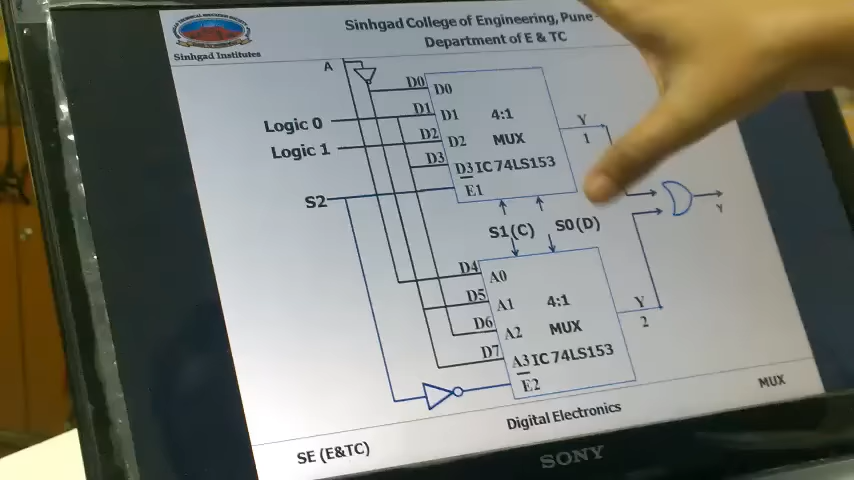 Sinhgad Institutes
Sinhgad College of Engineering, Pune -
Department of E & TC
A
Logic 0
Logic 1
S2
D0
D1
D2
D3
D0
D1
D2
D3
E1
4:1
MUX
IC 74LS153
Y
1
S1(C)
S0(D)
Y
D4
D5
D6
D7
A0
A1
A2
A3
E2
4:1
MUX
IC 74LS153
Y
2
SE (E&TC)
Digital Electronics
MUX
SONY